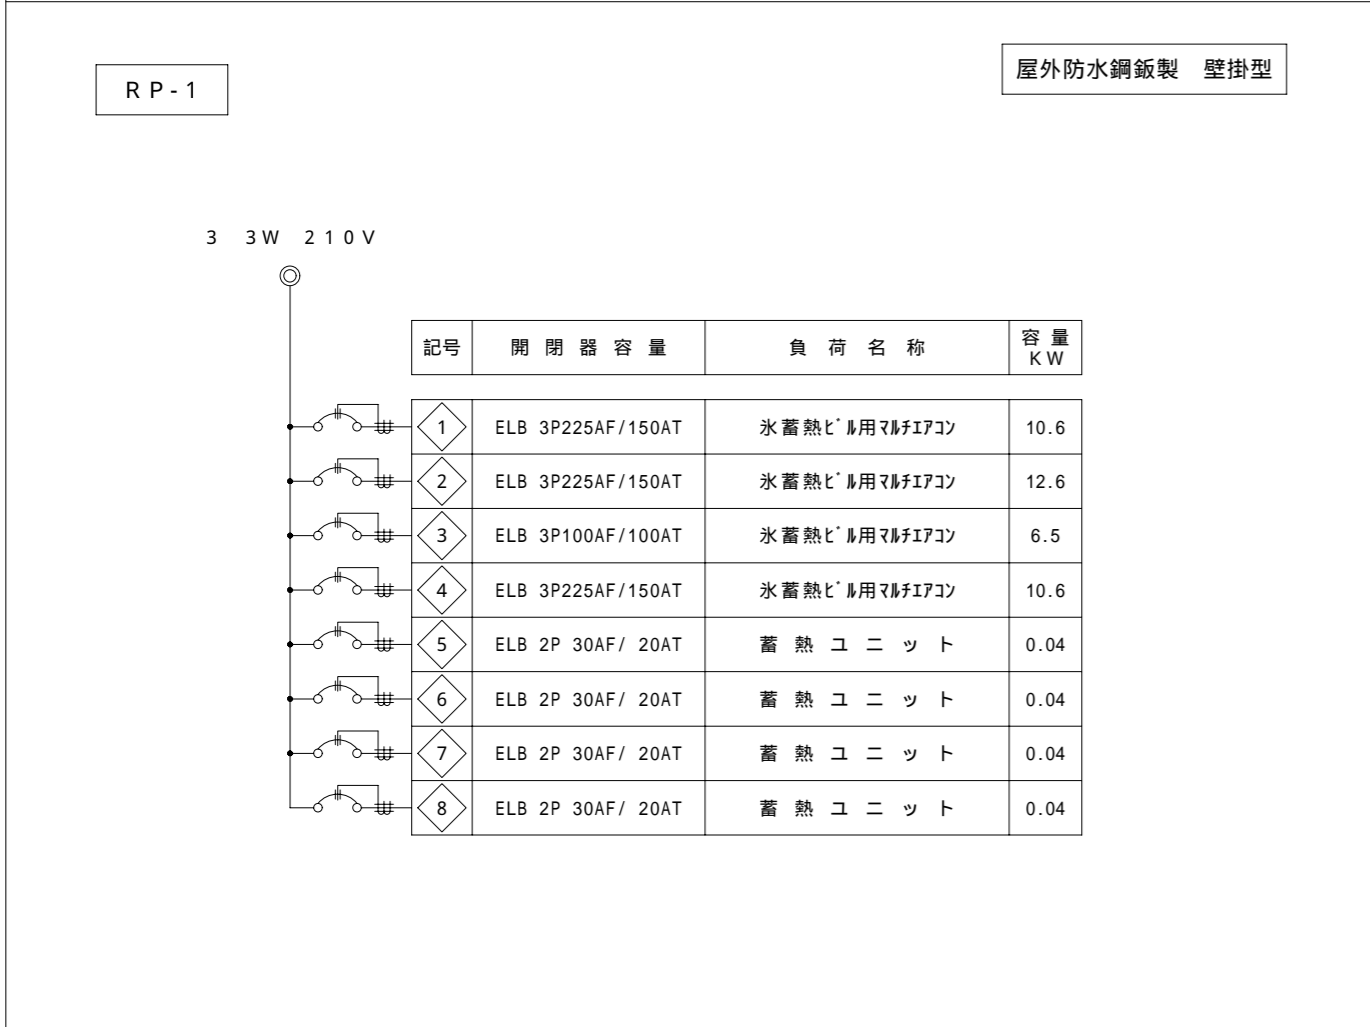 RP-1
屋外防水鋼鈑製　壁掛型
3　3W　210V
記号　開閉器容量　負荷名称　容量KW
1　ELB 3P225AF/150AT　氷蓄熱ﾋﾞﾙ用ﾏﾙﾁｴｱｺﾝ　10.6
2　ELB 3P225AF/150AT　氷蓄熱ﾋﾞﾙ用ﾏﾙﾁｴｱｺﾝ　12.6
3　ELB 3P100AF/100AT　氷蓄熱ﾋﾞﾙ用ﾏﾙﾁｴｱｺﾝ　6.5
4　ELB 3P225AF/150AT　氷蓄熱ﾋﾞﾙ用ﾏﾙﾁｴｱｺﾝ　10.6
5　ELB 2P 30AF/ 20AT　蓄熱ユニット　0.04
6　ELB 2P 30AF/ 20AT　蓄熱ユニット　0.04
7　ELB 2P 30AF/ 20AT　蓄熱ユニット　0.04
8　ELB 2P 30AF/ 20AT　蓄熱ユニット　0.04